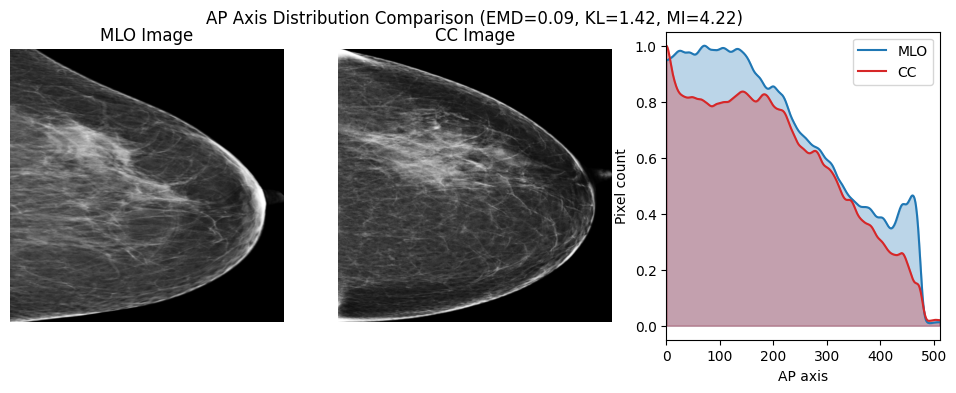 AP Axis Distribution Comparison (EMD=0.09, KL=1.42, MI=4.22)
MLO Image
CC Image
MLO
CC
1.0
0.8
0.6
0.4
0.2
0.0
Pixel count
0 100 200 300 400 500
AP axis